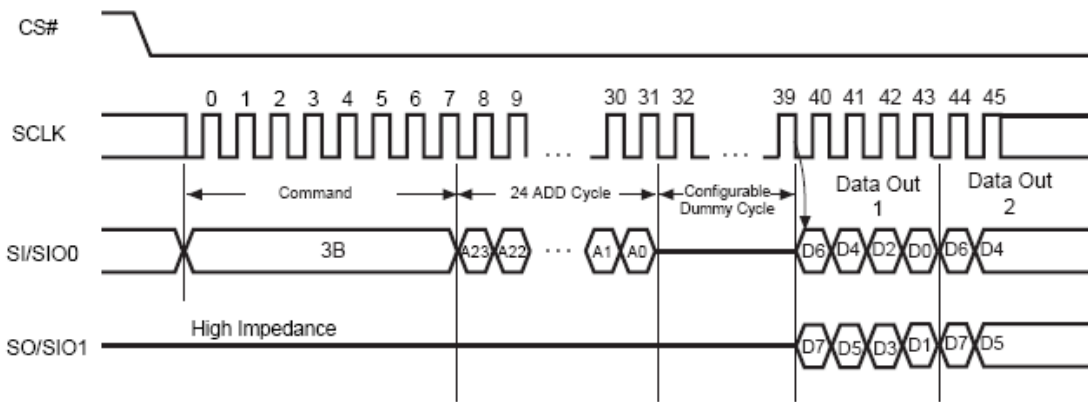 CS#
0 1 2 3 4 5 6 7 8 9 30 31 32 39 40 41 42 43 44 45
SCLK
... ...
Command 24 ADD Cycle Configurable Dummy Cycle Data Out 1 Data Out 2
SI/SIO0 3B A23 A22 ... A1 A0 D6 D4 D2 D0 D6 D4
High Impedance
SO/SIO1 D7 D5 D3 D1 D7 D5